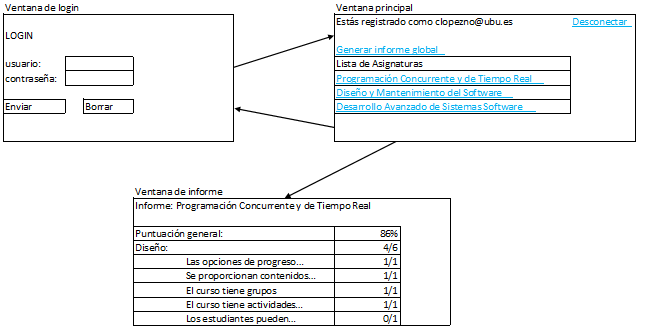 Ventana de login
LOGIN
usuario:
contraseña:
Enviar
Borrar
Ventana principal
Estás registrado como clopezno@ubu.es
Desconectar
Generar informe global
Lista de Asignaturas
Programación Concurrente y de Tiempo Real
Diseño y Mantenimiento del Software
Desarrollo Avanzado de Sistemas Software
Ventana de informe
Informe: Programación Concurrente y de Tiempo Real
Puntuación general: 86%
Diseño: 4/6
Las opciones de progreso... 1/1
Se proporcionan contenidos... 1/1
El curso tiene grupos 1/1
El curso tiene actividades... 1/1
Los estudiantes pueden... 0/1